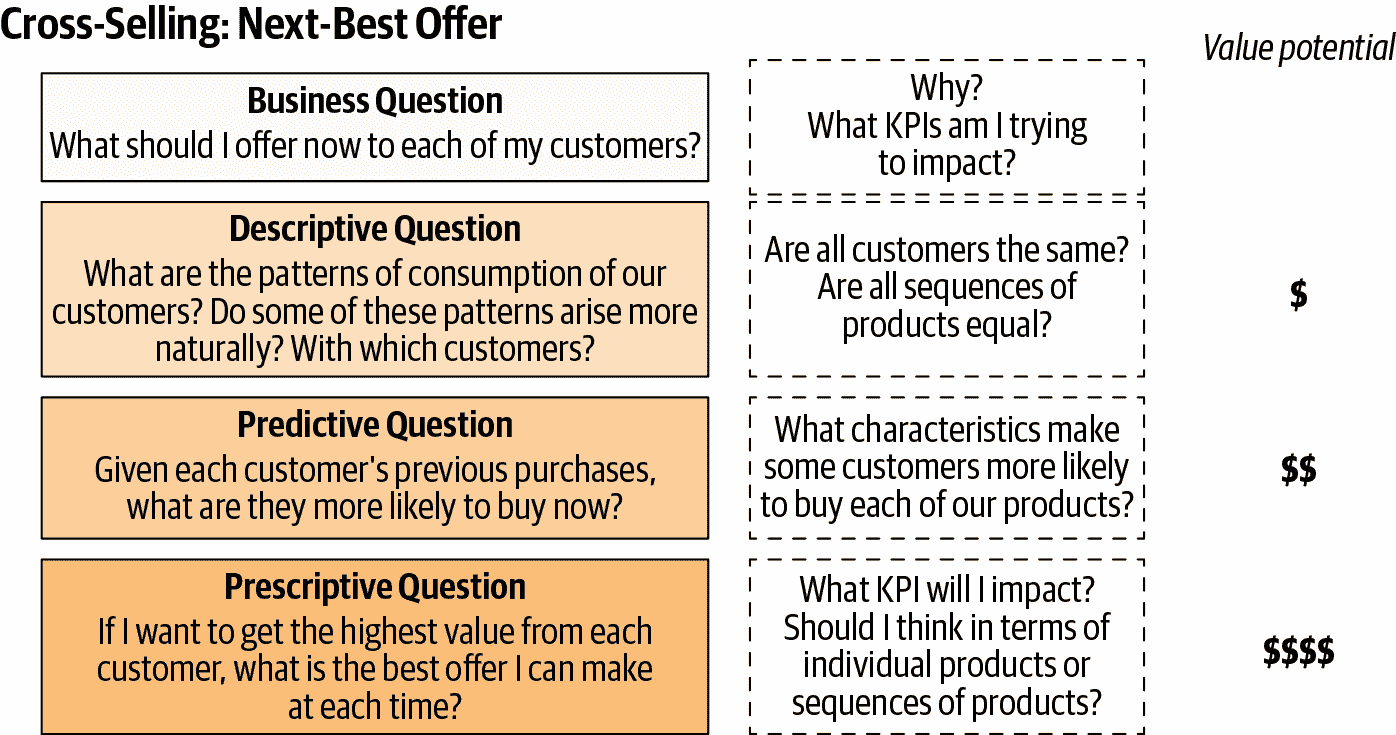 Cross-Selling: Next-Best Offer
Value potential
Business Question
What should I offer now to each of my customers?
Why?
What KPIs am I trying
to impact?
Descriptive Question
What are the patterns of consumption of our
customers? Do some of these patterns arise more
naturally? With which customers?
Are all customers the same?
Are all sequences of
products equal?
$
Predictive Question
Given each customer's previous purchases,
what are they more likely to buy now?
What characteristics make
some customers more likely
to buy each of our products?
$$
Prescriptive Question
If I want to get the highest value from each
customer, what is the best offer I can make
at each time?
What KPI will I impact?
Should I think in terms of
individual products or
sequences of products?
$$$$